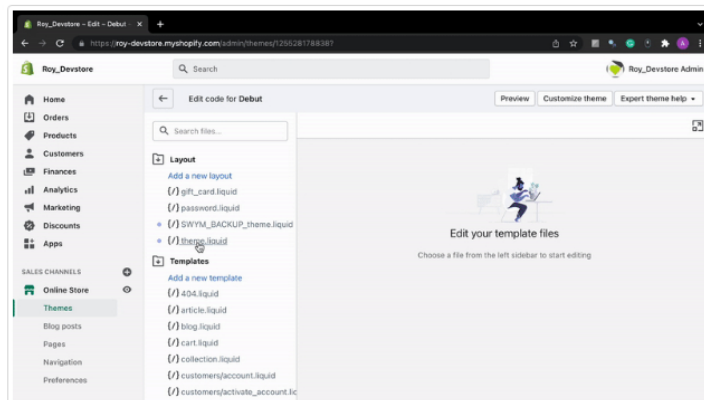 Roy_Devstore – Edit – Debut –
https://roy-devstore.myshopify.com/admin/themes/125628178838?
Roy_Devstore
Search
Roy_Devstore Admin
Home
Orders
Products
Customers
Finances
Analytics
Marketing
Discounts
Apps
SALES CHANNELS
Online Store
Themes
Blog posts
Pages
Navigation
Preferences
Edit code for Debut
Preview
Customize theme
Expert theme help
Search files...
Layout
Add a new layout
{/} gift_card.liquid
{/} password.liquid
{/} SWYM_BACKUP_theme.liquid
{/} theme.liquid
Templates
Add a new template
{/} 404.liquid
{/} article.liquid
{/} blog.liquid
{/} cart.liquid
{/} collection.liquid
{/} customers/account.liquid
{/} customers/activate_account.lic
Edit your template files
Choose a file from the left sidebar to start editing